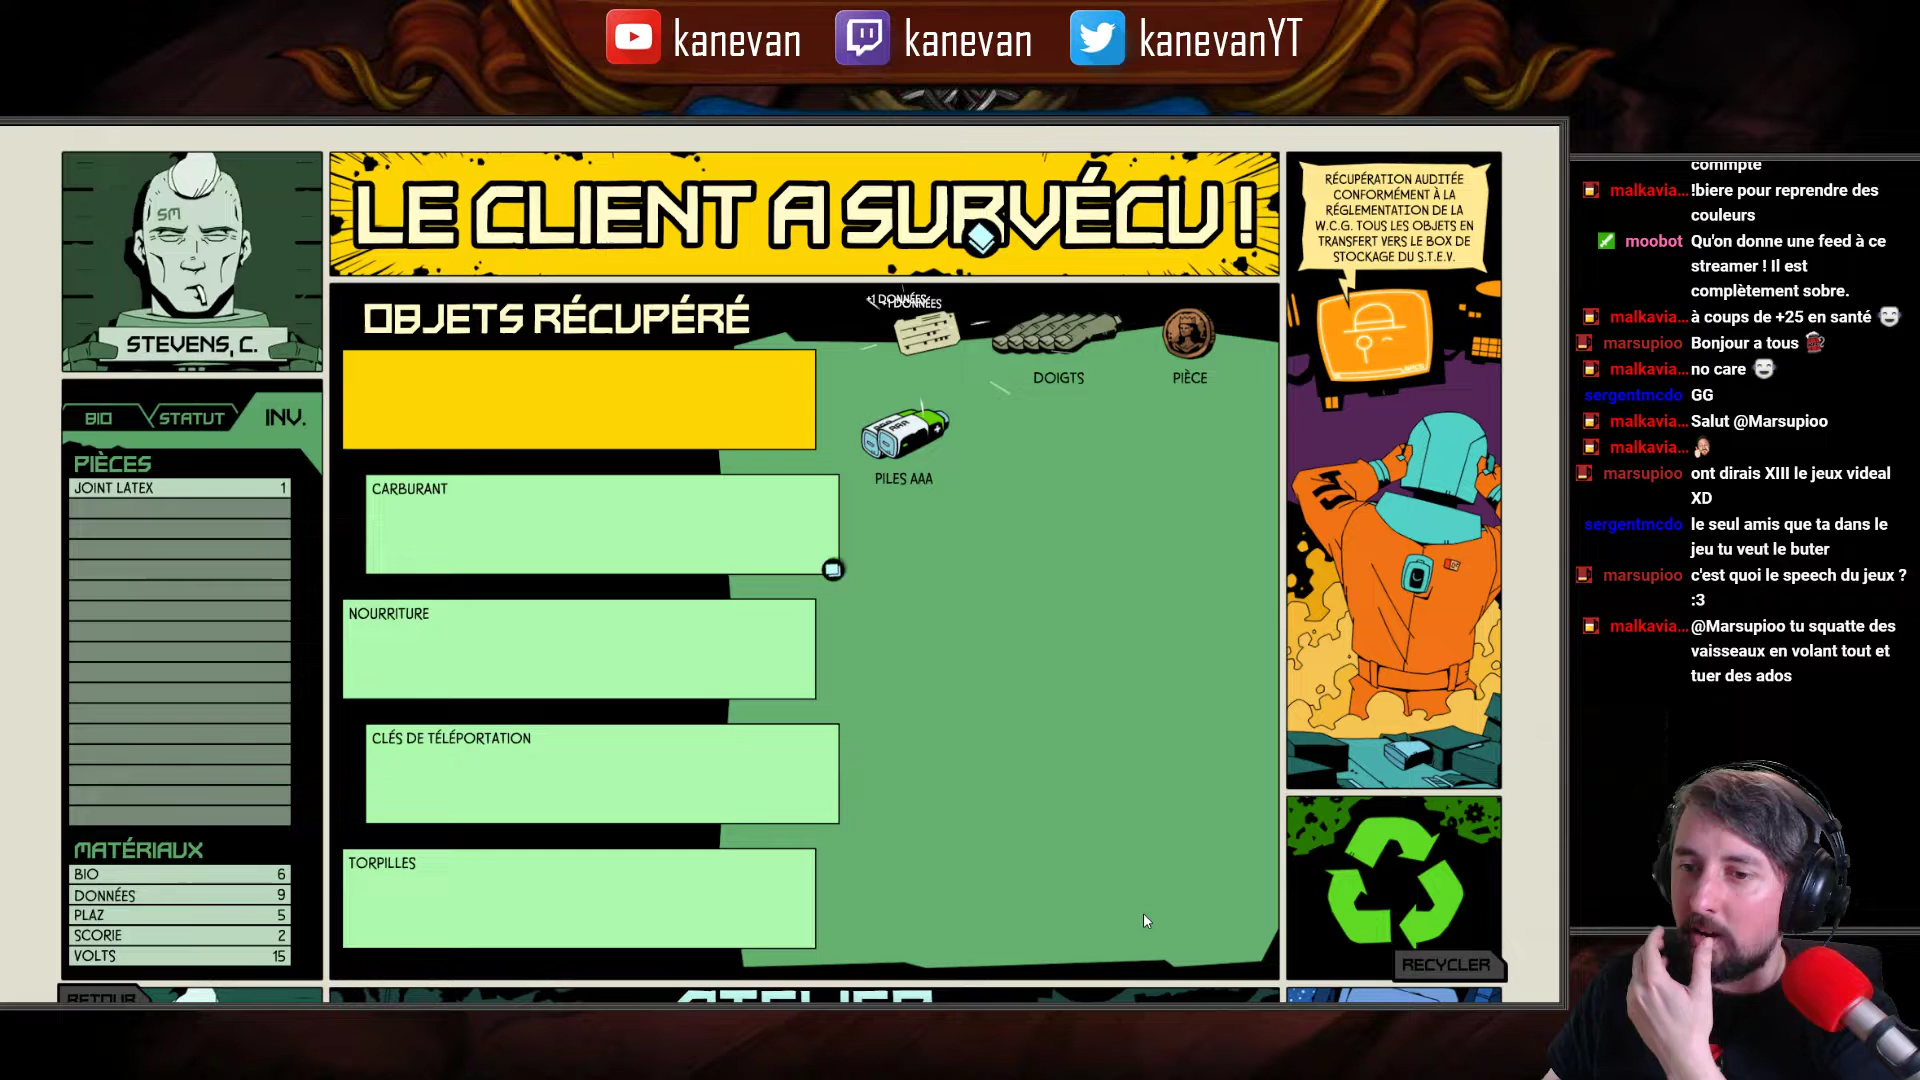 kanevan kanevan kanevanYT
SM
STEVENS, C.
LE CLIENT A SURVÉCU !
RÉCUPÉRATION AUDITÉE
CONFORMÉMENT À LA
RÉGLEMENTATION DE LA
W.C.G. TOUS LES OBJETS EN
TRANSFERT VERS LE BOX DE
STOCKAGE DU S.T.E.V.
BIO STATUT INV.
PIÈCES
JOINT LATEX 1
MATÉRIAUX
BIO 6
DONNÉES 9
PLAZ 5
SCORIE 2
VOLTS 15
RETOUR
OBJETS RÉCUPÉRÉ
+1 DONNÉES
+1 DONNÉES
DOIGTS
PIÈCE
AAA
PILES AAA
CARBURANT
NOURRITURE
CLÉS DE TÉLÉPORTATION
TORPILLES
ATELIER
RECYCLER
commpte
malkavia... !biere pour reprendre des
couleurs
moobot Qu'on donne une feed à ce
streamer ! Il est
complètement sobre.
malkavia... à coups de +25 en santé
marsupioo Bonjour a tous
malkavia... no care
sergentmcdo GG
malkavia... Salut @Marsupioo
malkavia...
marsupioo ont dirais XIII le jeux videal
XD
sergentmcdo le seul amis que ta dans le
jeu tu veut le buter
marsupioo c'est quoi le speech du jeux ?
:3
malkavia... @Marsupioo tu squatte des
vaisseaux en volant tout et
tuer des ados